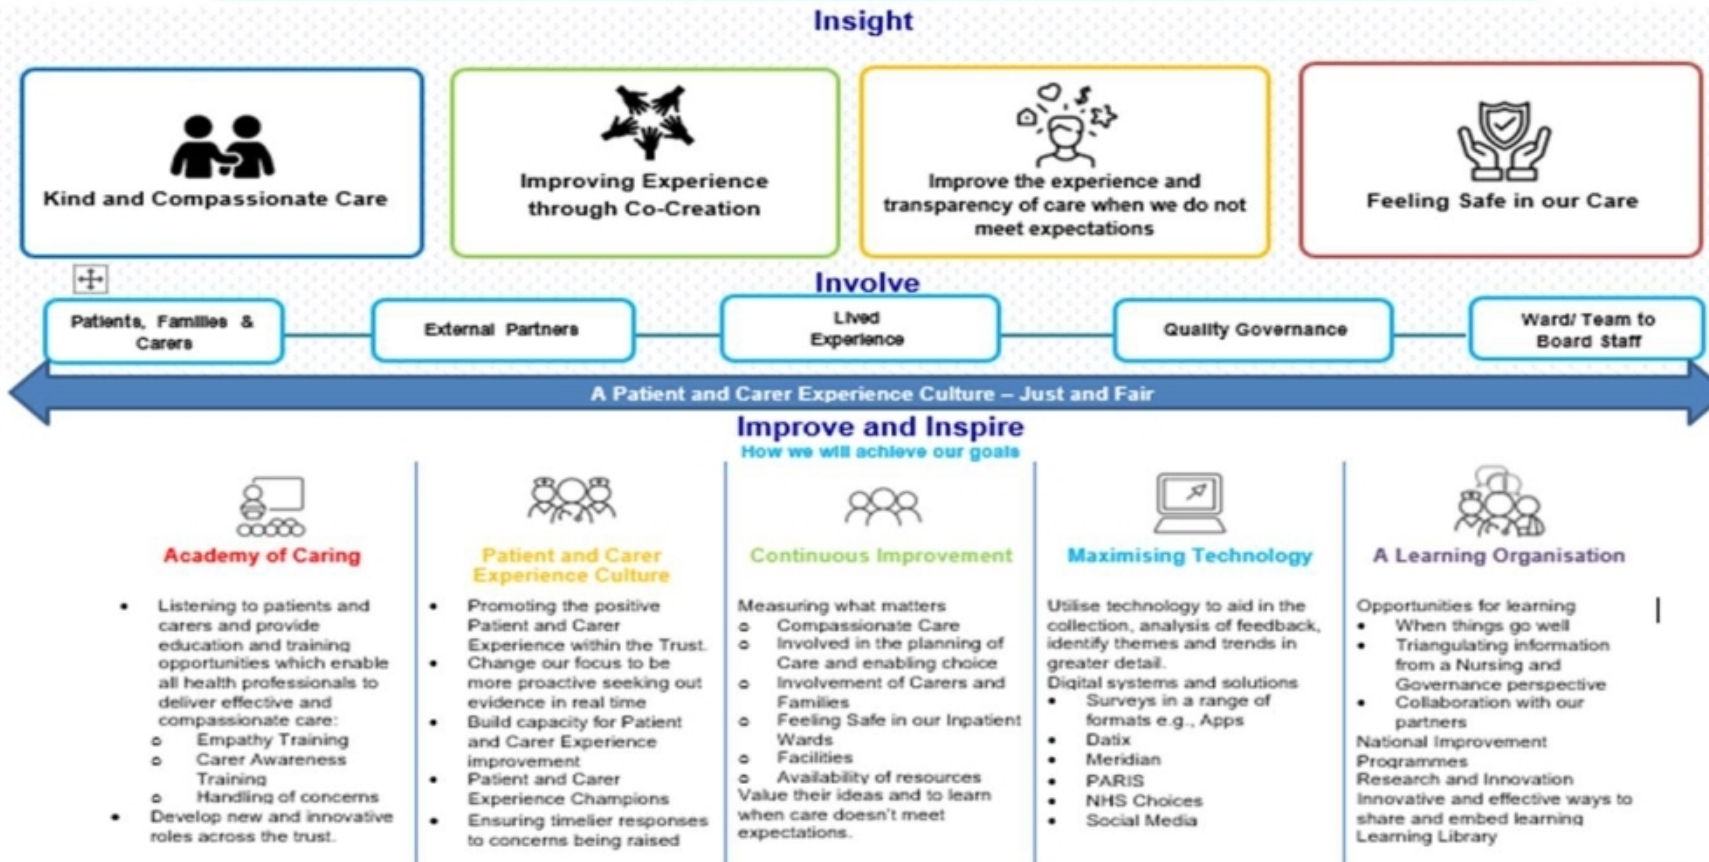 Insight
Kind and Compassionate Care
Improving Experience
through Co-Creation
Improve the experience and
transparency of care when we do not
meet expectations
Feeling Safe in our Care
Involve
Patients, Families &
Carers
External Partners
Lived
Experience
Quality Governance
Ward/ Team to
Board Staff
A Patient and Carer Experience Culture – Just and Fair
Improve and Inspire
How we will achieve our goals
Academy of Caring
• Listening to patients and
carers and provide
education and training
opportunities which enable
all health professionals to
deliver effective and
compassionate care:
o Empathy Training
o Carer Awareness
Training
o Handling of concerns
• Develop new and innovative
roles across the trust.
Patient and Carer
Experience Culture
• Promoting the positive
Patient and Carer
Experience within the Trust.
• Change our focus to be
more proactive seeking out
evidence in real time
• Build capacity for Patient
and Carer Experience
improvement
• Patient and Carer
Experience Champions
• Ensuring timelier responses
to concerns being raised
Continuous Improvement
Measuring what matters
o Compassionate Care
o Involved in the planning of
Care and enabling choice
o Involvement of Carers and
Families
o Feeling Safe in our Inpatient
Wards
o Facilities
o Availability of resources
Value their ideas and to learn
when care doesn't meet
expectations.
Maximising Technology
Utilise technology to aid in the
collection, analysis of feedback,
identify themes and trends in
greater detail.
Digital systems and solutions
• Surveys in a range of
formats e.g., Apps
• Datix
• Meridian
• PARIS
• NHS Choices
• Social Media
A Learning Organisation
Opportunities for learning
• When things go well
• Triangulating information
from a Nursing and
Governance perspective
• Collaboration with our
partners
National Improvement
Programmes
Research and Innovation
Innovative and effective ways to
share and embed learning
Learning Library